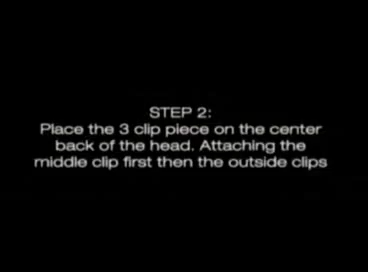 STEP 2:
Place the 3 clip piece on the center
back of the head. Attaching the
middle clip first then the outside clips